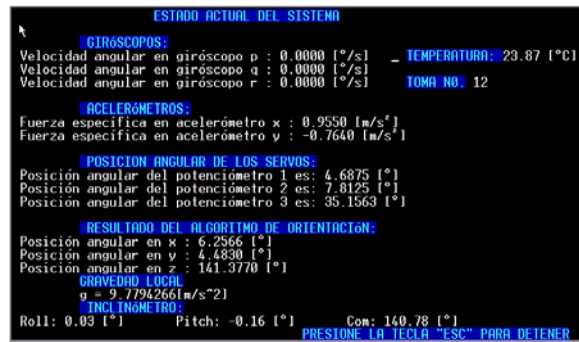 ESTADO ACTUAL DEL SISTEMA
GIRóSCOPOS:
Velocidad angular en giróscopo p : 0.0000 [°/s] _ TEMPERATURA: 23.87 [°C]
Velocidad angular en giróscopo q : 0.0000 [°/s]
Velocidad angular en giróscopo r : 0.0000 [°/s] TOMA NO. 12
ACELERóMETROS:
Fuerza específica en acelerómetro x : 0.9550 [m/s²]
Fuerza específica en acelerómetro y : -0.7640 [m/s²]
POSICION ANGULAR DE LOS SERVOS:
Posición angular del potenciómetro 1 es: 4.6875 [°]
Posición angular del potenciómetro 2 es: 7.8125 [°]
Posición angular del potenciómetro 3 es: 35.1563 [°]
RESULTADO DEL ALGORITMO DE ORIENTACIóN:
Posición angular en x : 6.2566 [°]
Posición angular en y : 4.4830 [°]
Posición angular en z : 141.3770 [°]
GRAVEDAD LOCAL
g = 9.7794266[m/s^2]
INCLINóMETRO:
Roll: 0.03 [°] Pitch: -0.16 [°] Com: 140.78 [°]
PRESIONE LA TECLA "ESC" PARA DETENER